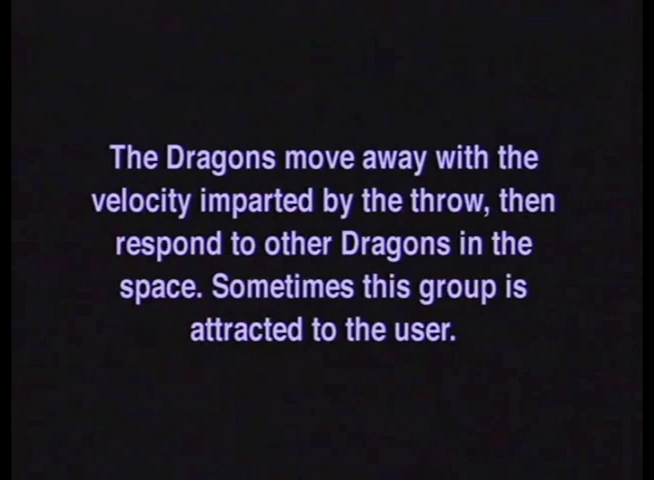 The Dragons move away with the
velocity imparted by the throw, then
respond to other Dragons in the
space. Sometimes this group is
attracted to the user.